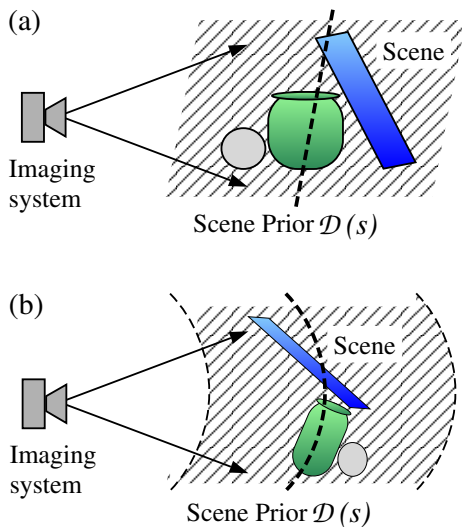 (a)
Scene
Imaging
system
Scene Prior 𝒟(s)
(b)
Scene
Imaging
system
Scene Prior 𝒟(s)